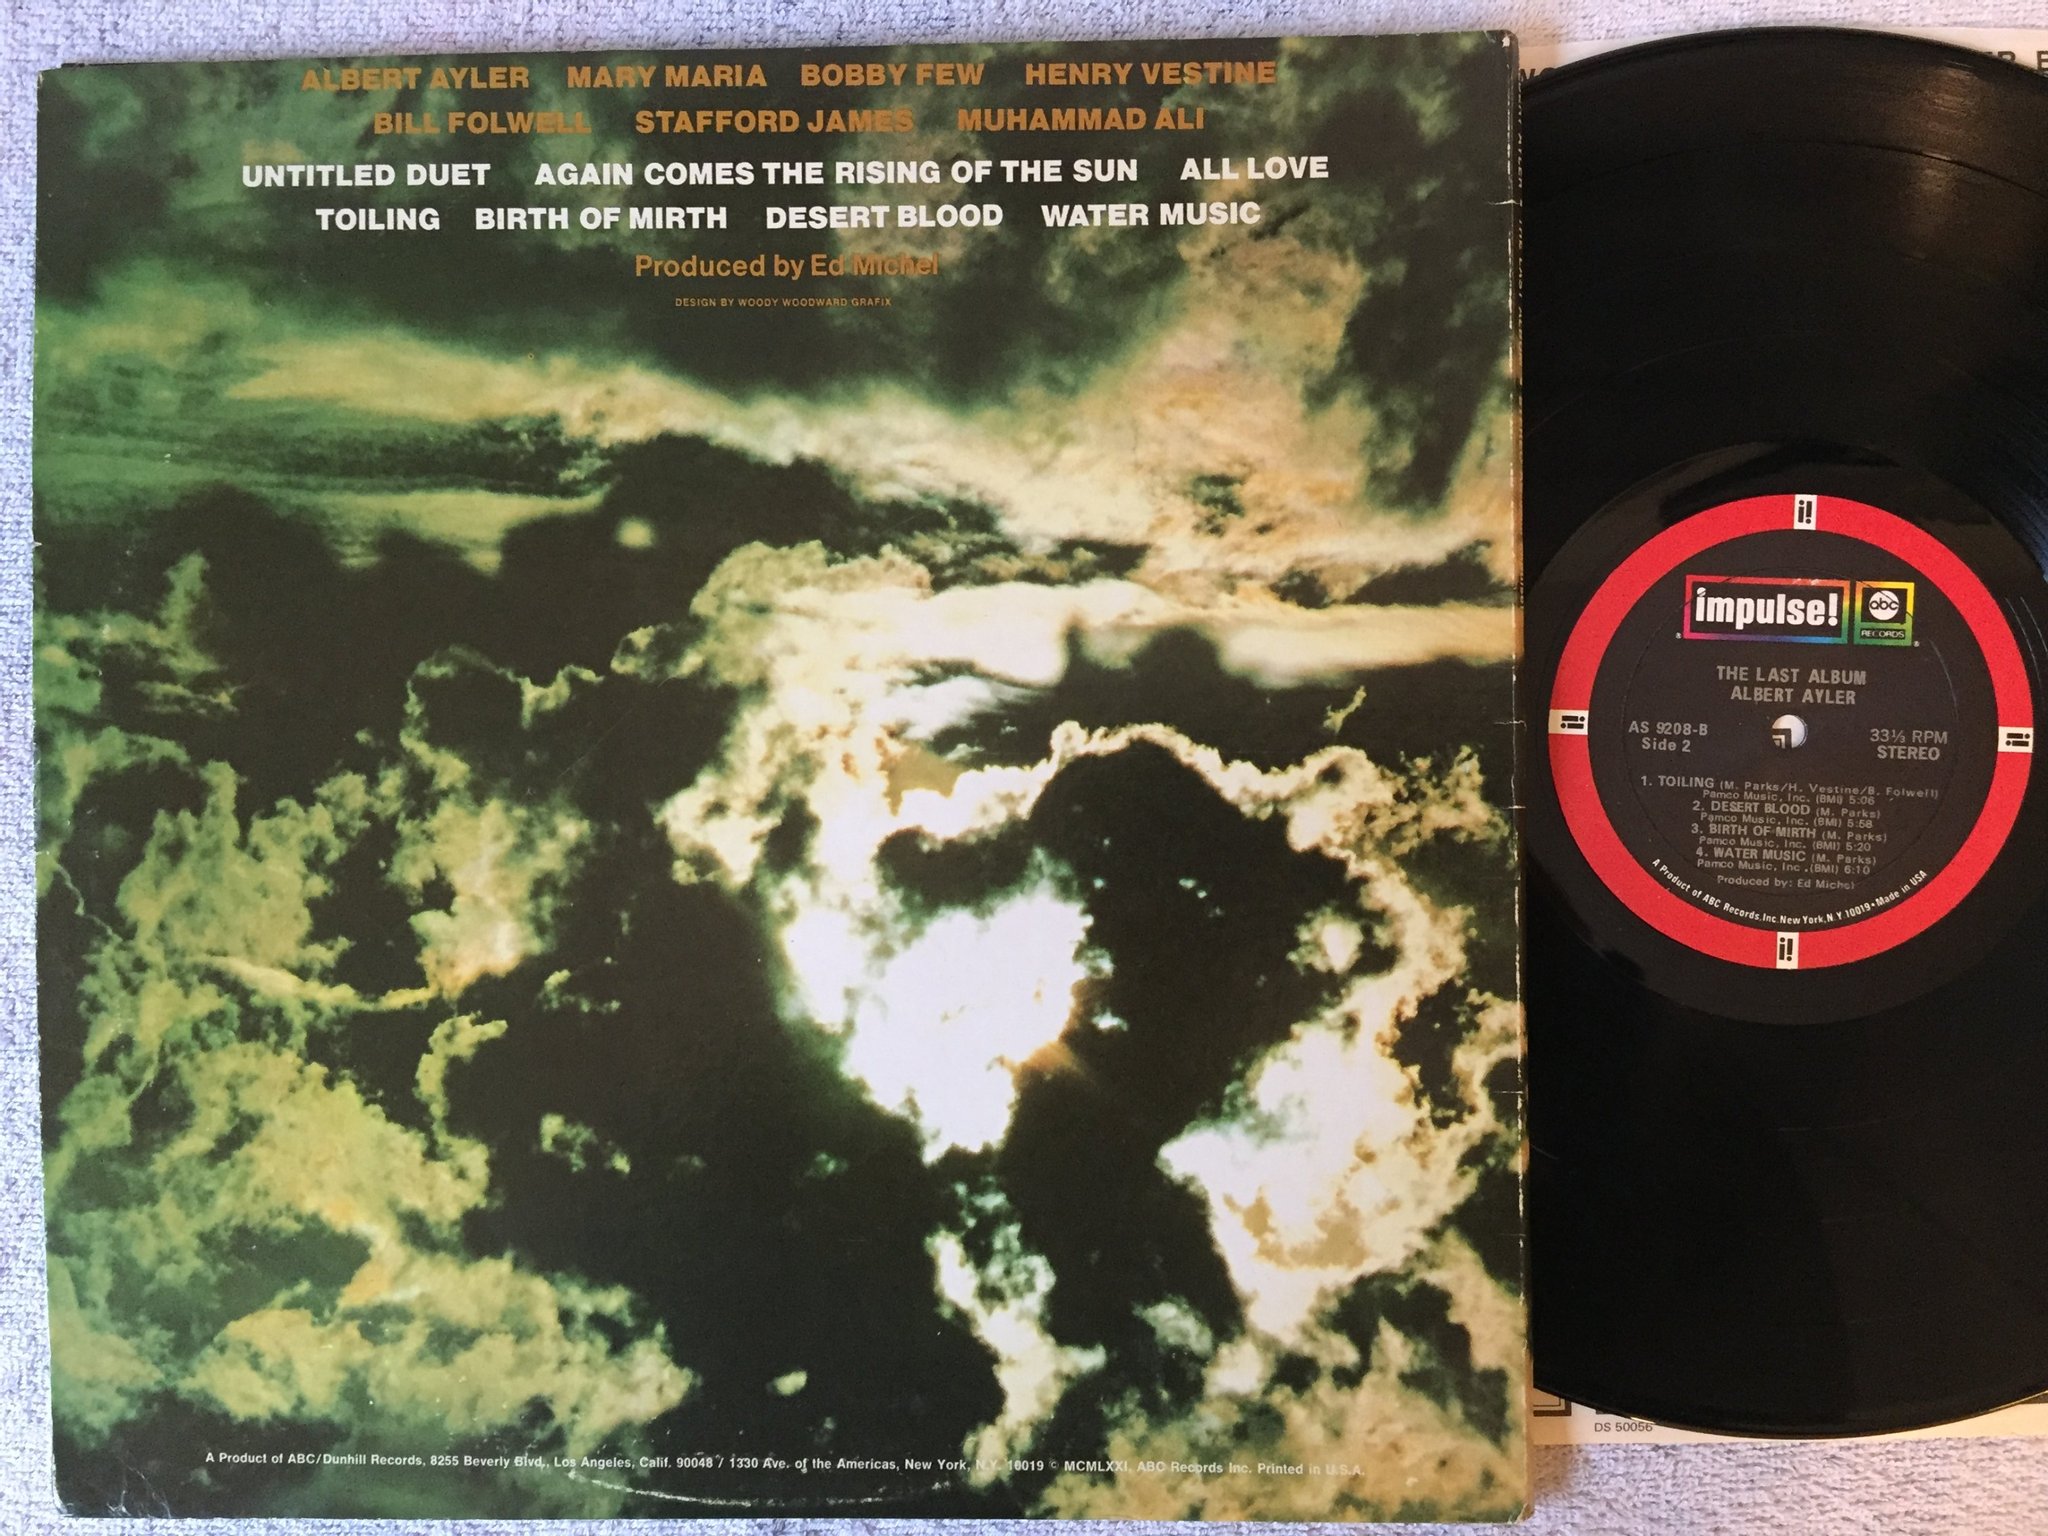 ALBERT AYLER MARY MARIA BOBBY FEW HENRY VESTINE
BILL FOLWELL STAFFORD JAMES MUHAMMAD ALI
UNTITLED DUET AGAIN COMES THE RISING OF THE SUN ALL LOVE
TOILING BIRTH OF MIRTH DESERT BLOOD WATER MUSIC
Produced by Ed Michel
DESIGN BY WOODY WOODWARD GRAFIX
A Product of ABC/Dunhill Records, 8255 Beverly Blvd., Los Angeles, Calif. 90048 / 1330 Ave. of the Americas, New York, N.Y. 10019 © MCMLXXI, ABC Records Inc. Printed in U.S.A.
impulse! ®
abc
RECORDS ®
THE LAST ALBUM
ALBERT AYLER
AS 9208-B
Side 2
33⅓ RPM
STEREO
1. TOILING (M. Parks/H. Vestine/B. Folwell)
Pamco Music, Inc. (BMI) 5:06
2. DESERT BLOOD (M. Parks)
Pamco Music, Inc. (BMI) 5:58
3. BIRTH OF MIRTH (M. Parks)
Pamco Music, Inc. (BMI) 5:20
4. WATER MUSIC (M. Parks)
Pamco Music, Inc .(BMI) 6:10
Produced by: Ed Michel
A Product of ABC Records, Inc. New York, N.Y. 10019 • Made in USA
i!
i!
i!
i!
DS 50056